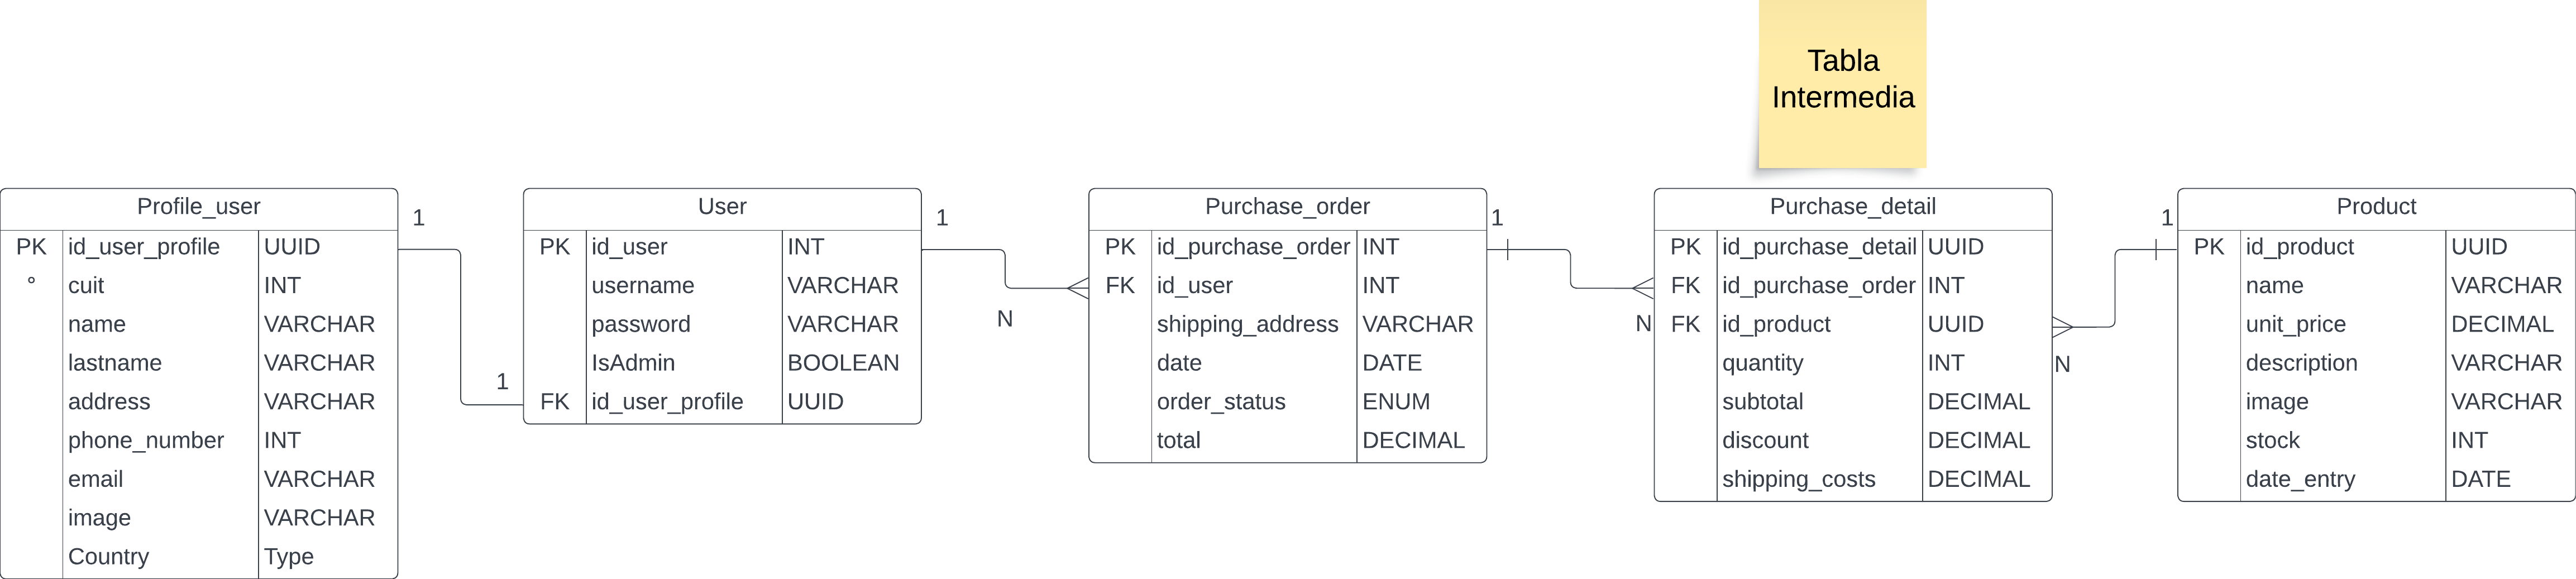 Tabla
Intermedia
Profile_user
PK id_user_profile UUID
° cuit INT
name VARCHAR
lastname VARCHAR
address VARCHAR
phone_number INT
email VARCHAR
image VARCHAR
Country Type
1
1
User
PK id_user INT
username VARCHAR
password VARCHAR
IsAdmin BOOLEAN
FK id_user_profile UUID
1
N
Purchase_order
PK id_purchase_order INT
FK id_user INT
shipping_address VARCHAR
date DATE
order_status ENUM
total DECIMAL
1
N
Purchase_detail
PK id_purchase_detail UUID
FK id_purchase_order INT
FK id_product UUID
quantity INT
subtotal DECIMAL
discount DECIMAL
shipping_costs DECIMAL
N
1
Product
PK id_product UUID
name VARCHAR
unit_price DECIMAL
description VARCHAR
image VARCHAR
stock INT
date_entry DATE